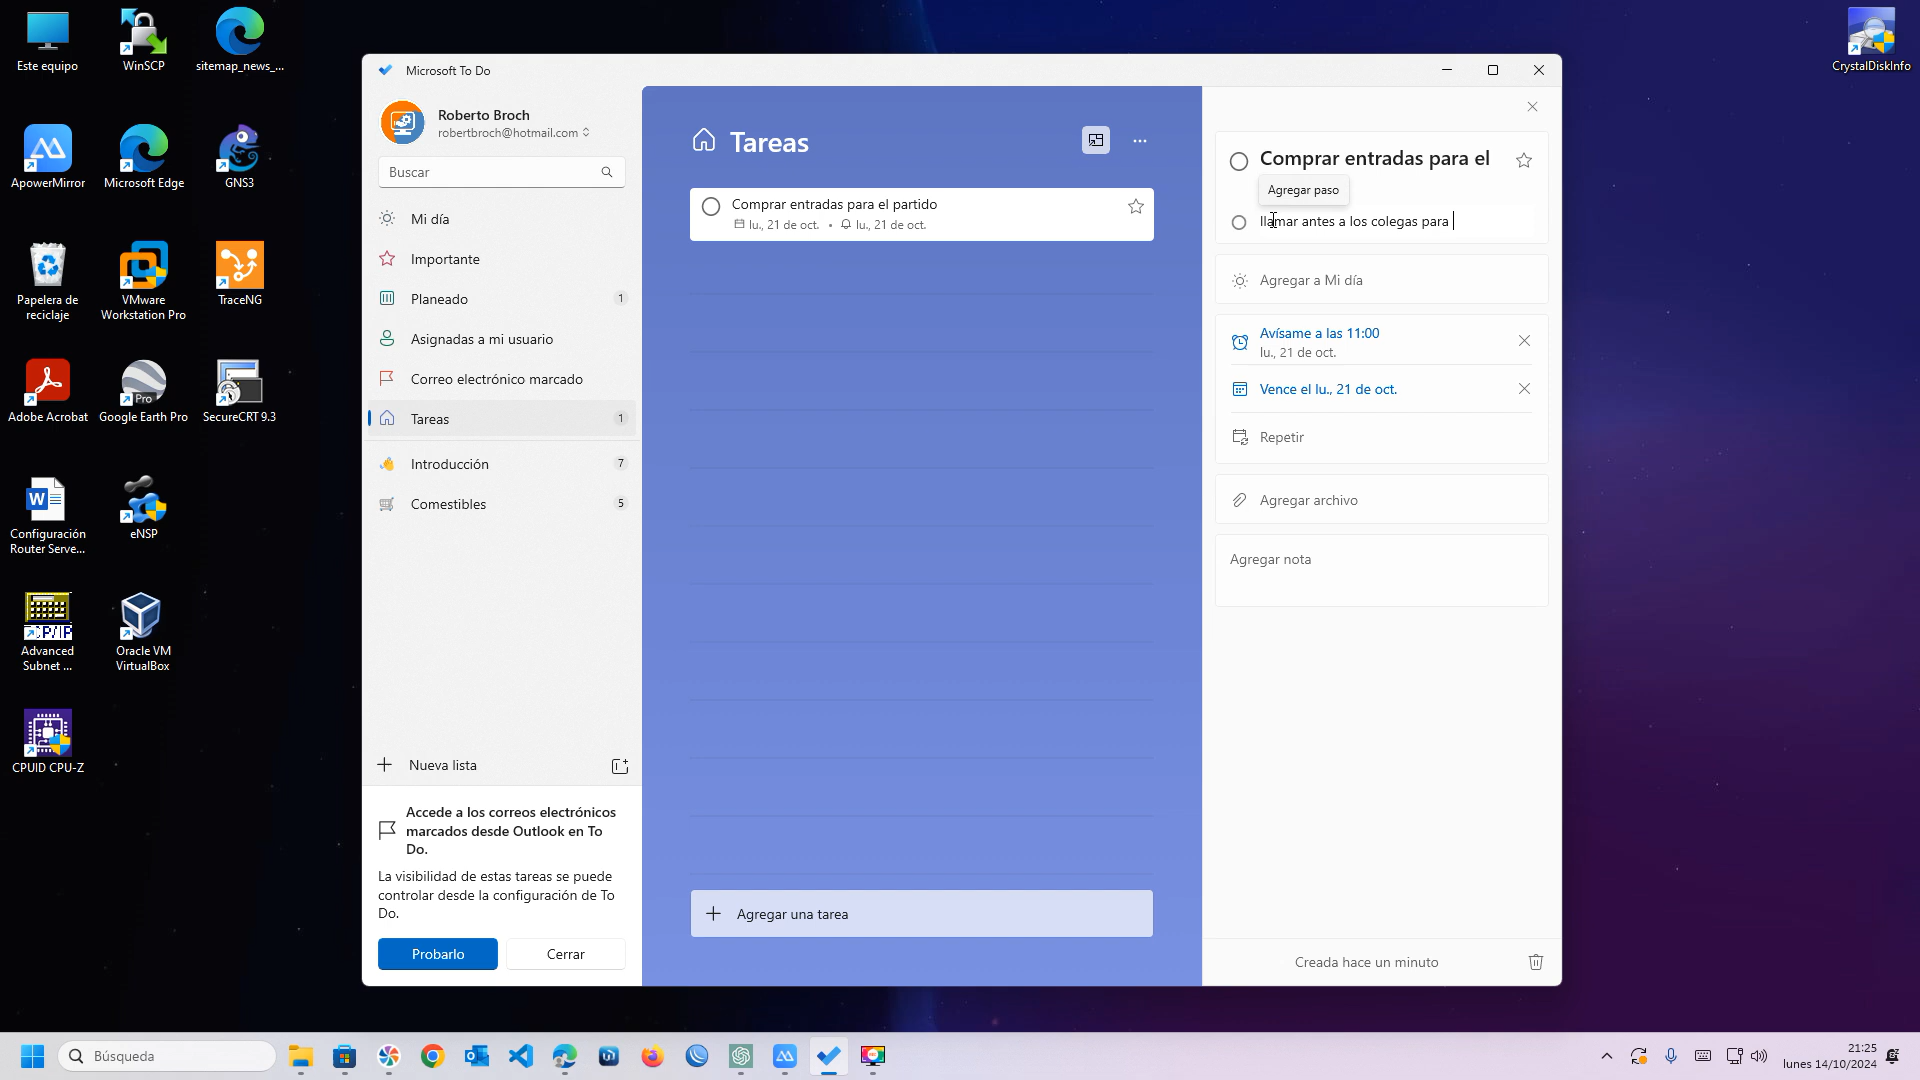 Este equipo
WinSCP
sitemap_news_...
CrystalDiskInfo
ApowerMirror
Microsoft Edge
GNS3
Papelera de
reciclaje
VMware
Workstation Pro
TraceNG
Adobe Acrobat
Pro
Google Earth Pro
SecureCRT 9.3
Configuración
Router Serve...
eNSP
TCP/IP
Advanced
Subnet ...
Oracle VM
VirtualBox
CPUID CPU-Z
Microsoft To Do
Roberto Broch
robertbroch@hotmail.com
Buscar
Mi día
Importante
Planeado 1
Asignadas a mi usuario
Correo electrónico marcado
Tareas 1
Introducción 7
Comestibles 5
Nueva lista
Accede a los correos electrónicos
marcados desde Outlook en To
Do.
La visibilidad de estas tareas se puede
controlar desde la configuración de To
Do.
Probarlo
Cerrar
Tareas
Comprar entradas para el partido
lu., 21 de oct. • lu., 21 de oct.
Agregar una tarea
Comprar entradas para el
Agregar paso
llamar antes a los colegas para
Agregar a Mi día
Avísame a las 11:00
lu., 21 de oct.
Vence el lu., 21 de oct.
Repetir
Agregar archivo
Agregar nota
Creada hace un minuto
Búsqueda
21:25
lunes 14/10/2024